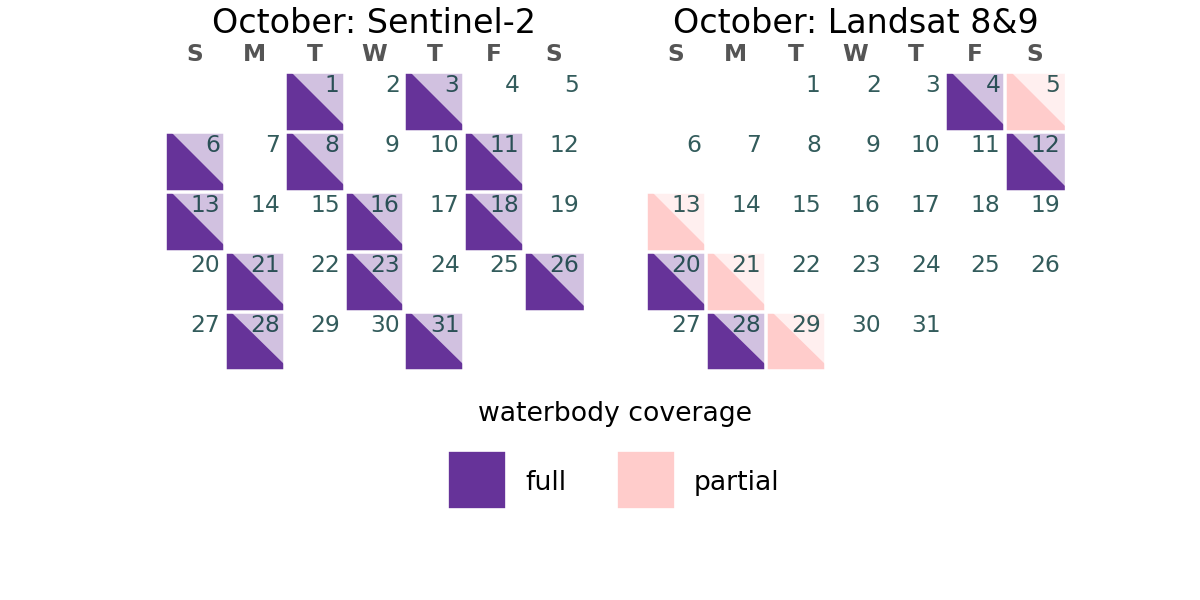 October: Sentinel-2
S M T W T F S
1 2 3 4 5
6 7 8 9 10 11 12
13 14 15 16 17 18 19
20 21 22 23 24 25 26
27 28 29 30 31
October: Landsat 8&9
S M T W T F S
1 2 3 4 5
6 7 8 9 10 11 12
13 14 15 16 17 18 19
20 21 22 23 24 25 26
27 28 29 30 31
waterbody coverage
full partial